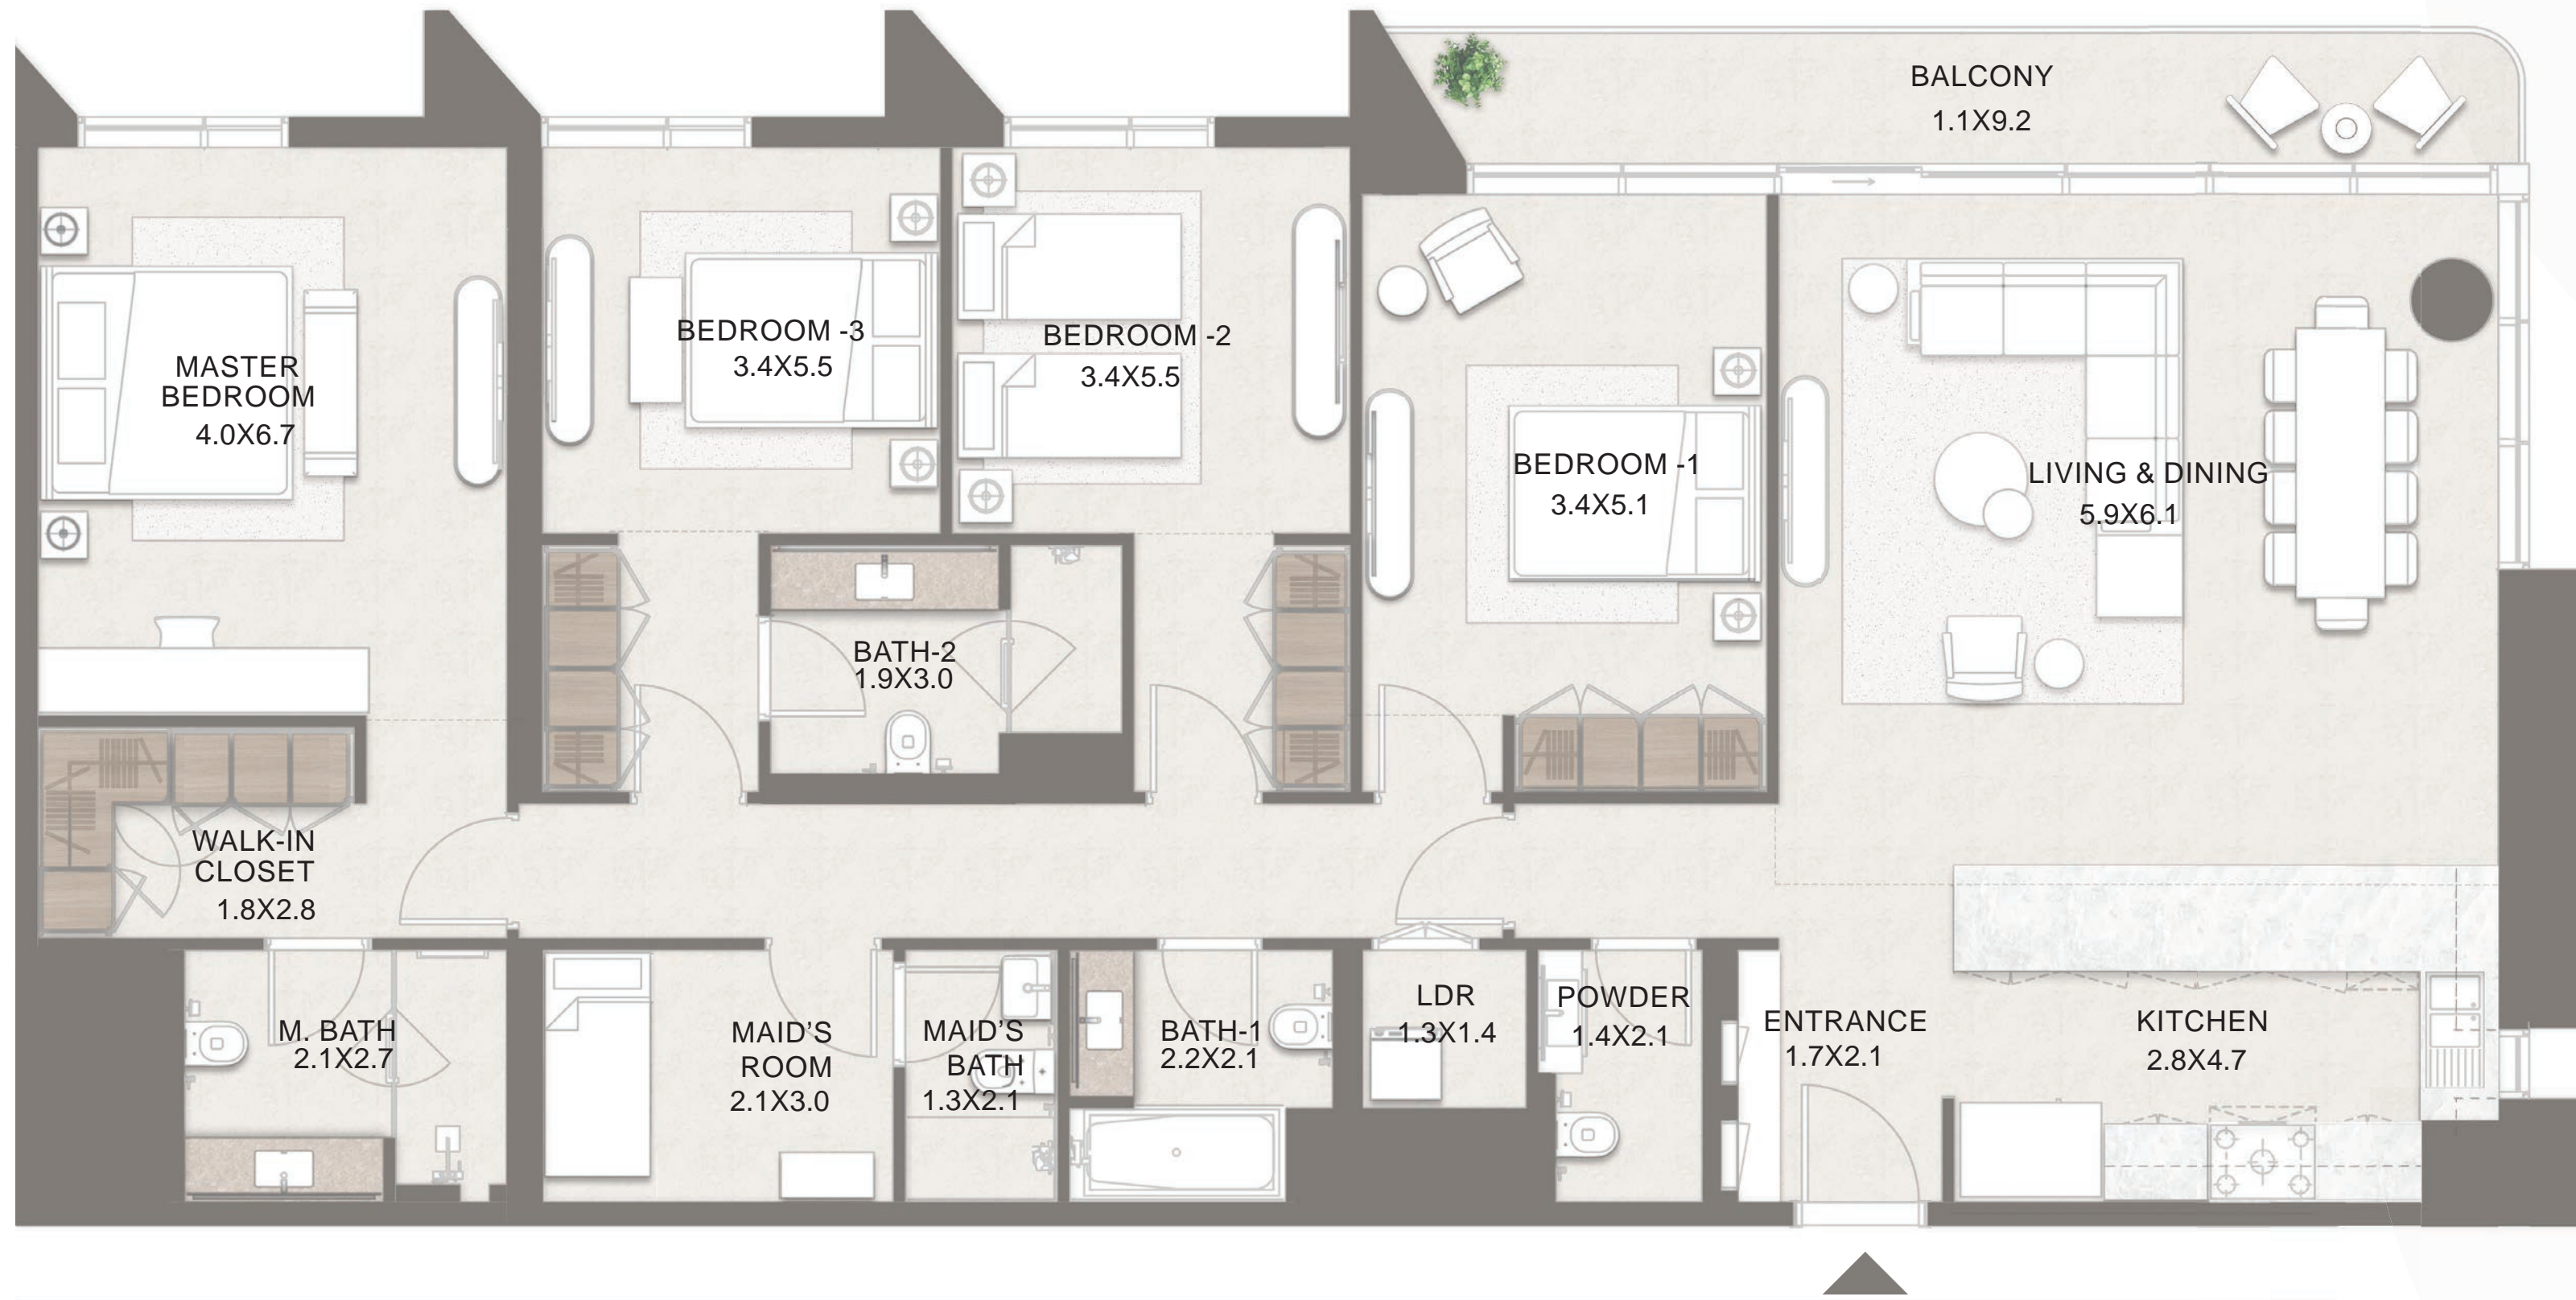 BALCONY
1.1X9.2
MASTER
BEDROOM
4.0X6.7
BEDROOM -3
3.4X5.5
BEDROOM -2
3.4X5.5
BEDROOM -1
3.4X5.1
LIVING & DINING
5.9X6.1
BATH-2
1.9X3.0
WALK-IN
CLOSET
1.8X2.8
M. BATH
2.1X2.7
MAID'S
ROOM
2.1X3.0
MAID'S
BATH
1.3X2.1
BATH-1
2.2X2.1
LDR
1.3X1.4
POWDER
1.4X2.1
ENTRANCE
1.7X2.1
KITCHEN
2.8X4.7